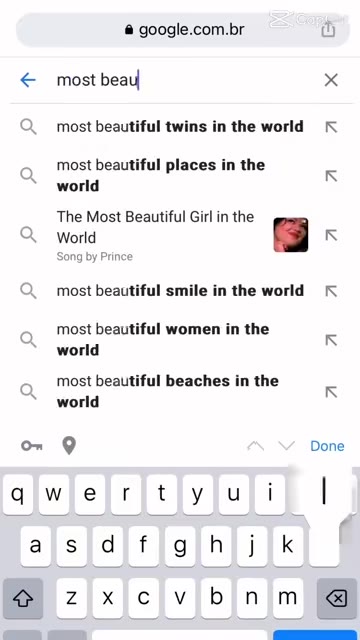 CapCut
google.com.br
most beau
most beautiful twins in the world
most beautiful places in the
world
The Most Beautiful Girl in the
World
Song by Prince
most beautiful smile in the world
most beautiful women in the
world
most beautiful beaches in the
world
Done
q w e r t y u i l
a s d f g h j k
z x c v b n m